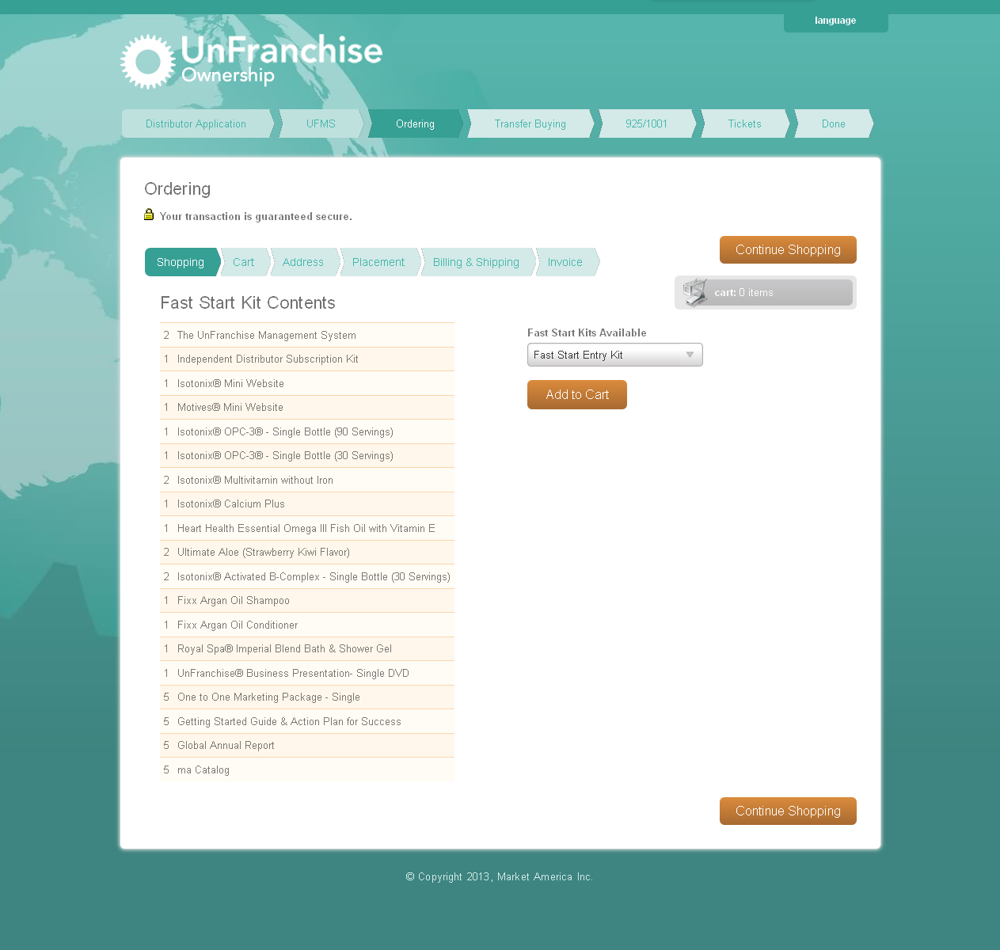 language
UnFranchise
Ownership
Distributor Application UFMS Ordering Transfer Buying 925/1001 Tickets Done
Ordering
Your transaction is guaranteed secure.
Shopping Cart Address Placement Billing & Shipping Invoice
Continue Shopping
cart: 0 items
Fast Start Kit Contents
2 The UnFranchise Management System
1 Independent Distributor Subscription Kit
1 Isotonix® Mini Website
1 Motives® Mini Website
1 Isotonix® OPC-3® - Single Bottle (90 Servings)
1 Isotonix® OPC-3® - Single Bottle (30 Servings)
2 Isotonix® Multivitamin without Iron
1 Isotonix® Calcium Plus
1 Heart Health Essential Omega III Fish Oil with Vitamin E
2 Ultimate Aloe (Strawberry Kiwi Flavor)
2 Isotonix® Activated B-Complex - Single Bottle (30 Servings)
1 Fixx Argan Oil Shampoo
1 Fixx Argan Oil Conditioner
1 Royal Spa® Imperial Blend Bath & Shower Gel
1 UnFranchise® Business Presentation- Single DVD
5 One to One Marketing Package - Single
5 Getting Started Guide & Action Plan for Success
5 Global Annual Report
5 ma Catalog
Fast Start Kits Available
Fast Start Entry Kit
Add to Cart
Continue Shopping
© Copyright 2013, Market America Inc.